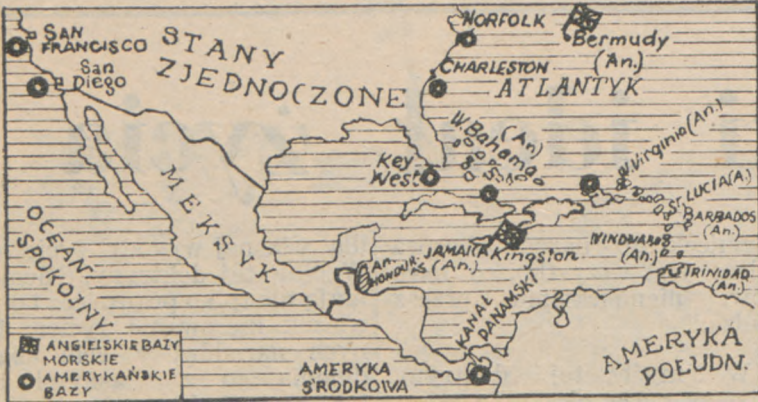 SAN
FRANCISCO
San
Diego
STANY
ZJEDNOCZONE
NORFOLK
Bermudy
(An.)
CHARLESTON
ATLANTYK
W. Bahama
(An)
Key
West
W. Virginia (An.)
ST. LUCIA (A.)
BARBADOS
(An.)
WINDWARD
(An.)
TRINIDAD
(An.)
MEKSYK
OCEAN
SPOKOJNY
An.
HONDUR.
JAMAICA
(An.)
Kingston
KANAŁ
PANAMSKI
AMERYKA
POŁUDN.
AMERYKA
ŚRODKOWA
ANGIELSKIE BAZY
MORSKIE
AMERYKAŃSKIE
BAZY